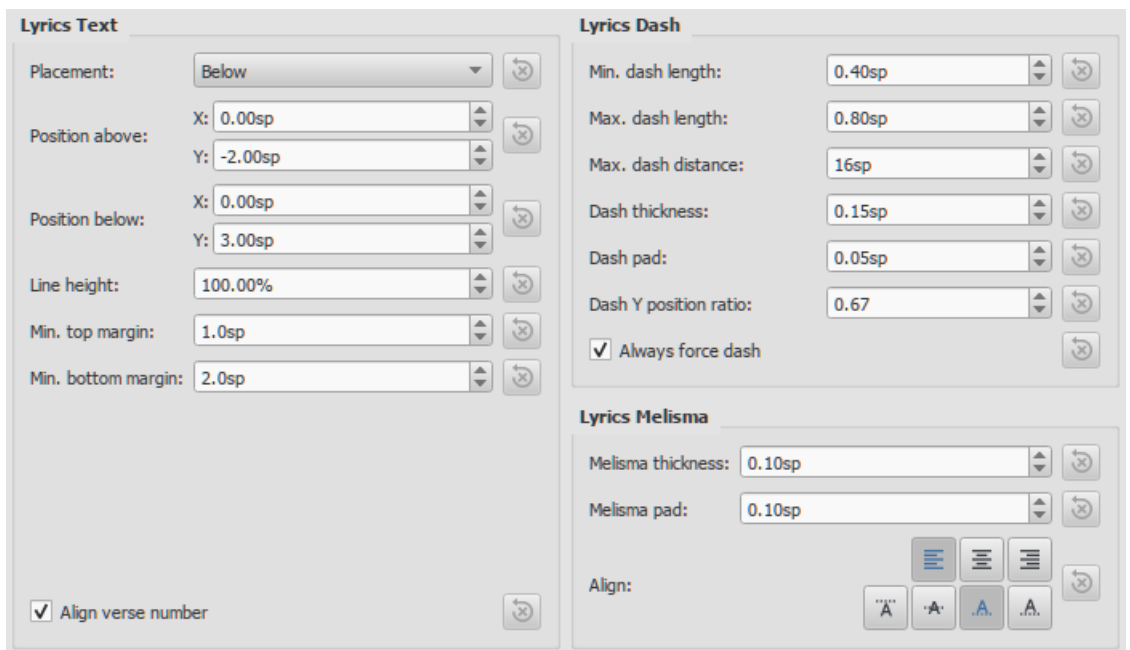 Lyrics Text
Placement: Below
Position above: X: 0.00sp
Y: -2.00sp
Position below: X: 0.00sp
Y: 3.00sp
Line height: 100.00%
Min. top margin: 1.0sp
Min. bottom margin: 2.0sp
Align verse number
Lyrics Dash
Min. dash length: 0.40sp
Max. dash length: 0.80sp
Max. dash distance: 16sp
Dash thickness: 0.15sp
Dash pad: 0.05sp
Dash Y position ratio: 0.67
Always force dash
Lyrics Melisma
Melisma thickness: 0.10sp
Melisma pad: 0.10sp
Align:
A A A A